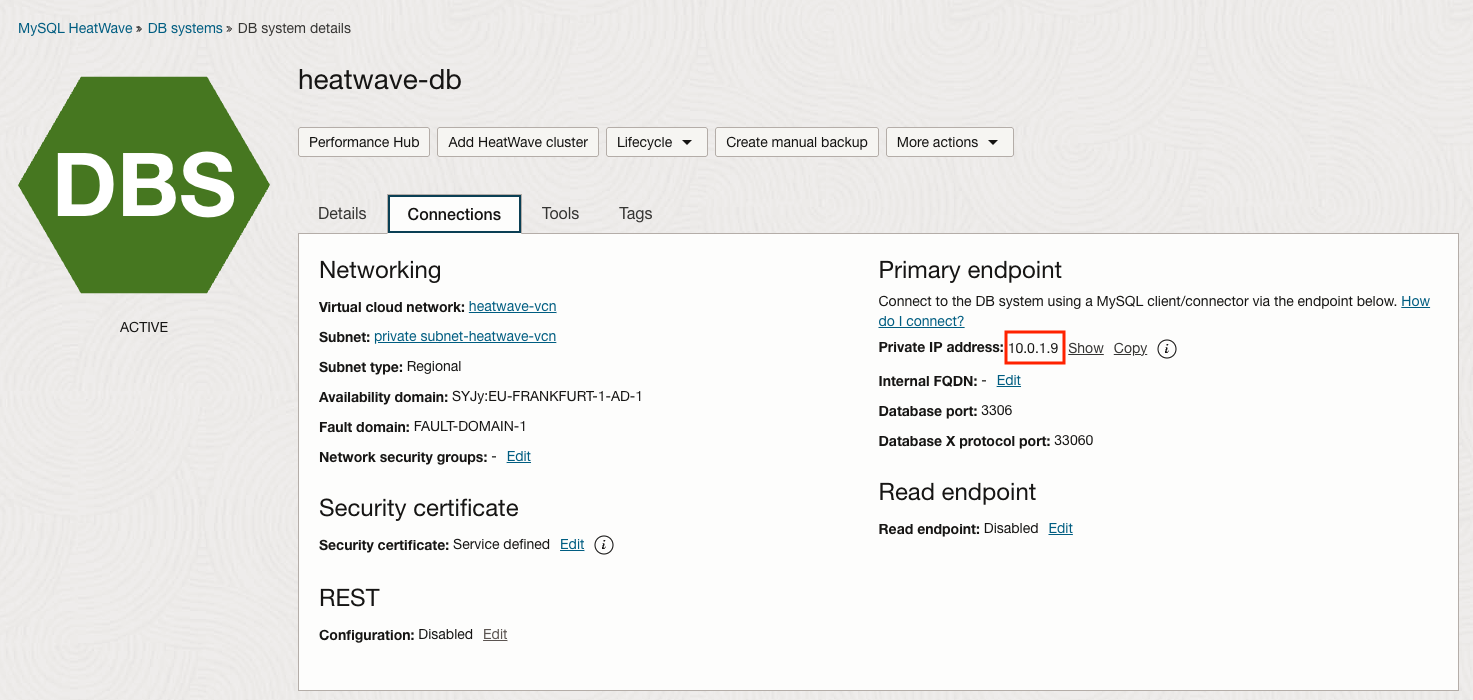 MySQL HeatWave » DB systems » DB system details
DBS
ACTIVE
heatwave-db
Performance Hub Add HeatWave cluster Lifecycle Create manual backup More actions
Details Connections Tools Tags
Networking
Virtual cloud network: heatwave-vcn
Subnet: private subnet-heatwave-vcn
Subnet type: Regional
Availability domain: SYJy:EU-FRANKFURT-1-AD-1
Fault domain: FAULT-DOMAIN-1
Network security groups: - Edit
Security certificate
Security certificate: Service defined Edit i
REST
Configuration: Disabled Edit
Primary endpoint
Connect to the DB system using a MySQL client/connector via the endpoint below. How
do I connect?
Private IP address: 10.0.1.9 Show Copy i
Internal FQDN: - Edit
Database port: 3306
Database X protocol port: 33060
Read endpoint
Read endpoint: Disabled Edit